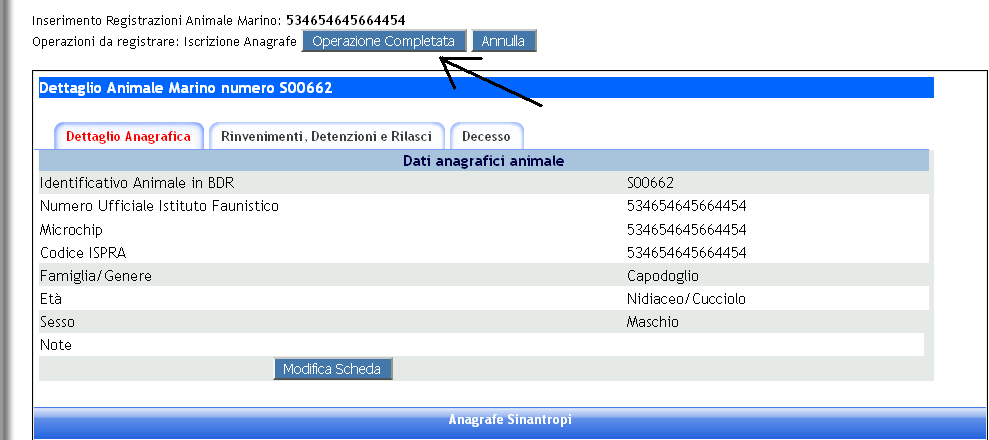 Inserimento Registrazioni Animale Marino: 534654645664454
Operazioni da registrare: Iscrizione Anagrafe Operazione Completata Annulla
Dettaglio Animale Marino numero S00662
Dettaglio Anagrafica Rinvenimenti, Detenzioni e Rilasci Decesso
Dati anagrafici animale
Identificativo Animale in BDR S00662
Numero Ufficiale Istituto Faunistico 534654645664454
Microchip 534654645664454
Codice ISPRA 534654645664454
Famiglia/Genere Capodoglio
Età Nidiaceo/Cucciolo
Sesso Maschio
Note
Modifica Scheda
Anagrafe Sinantropi